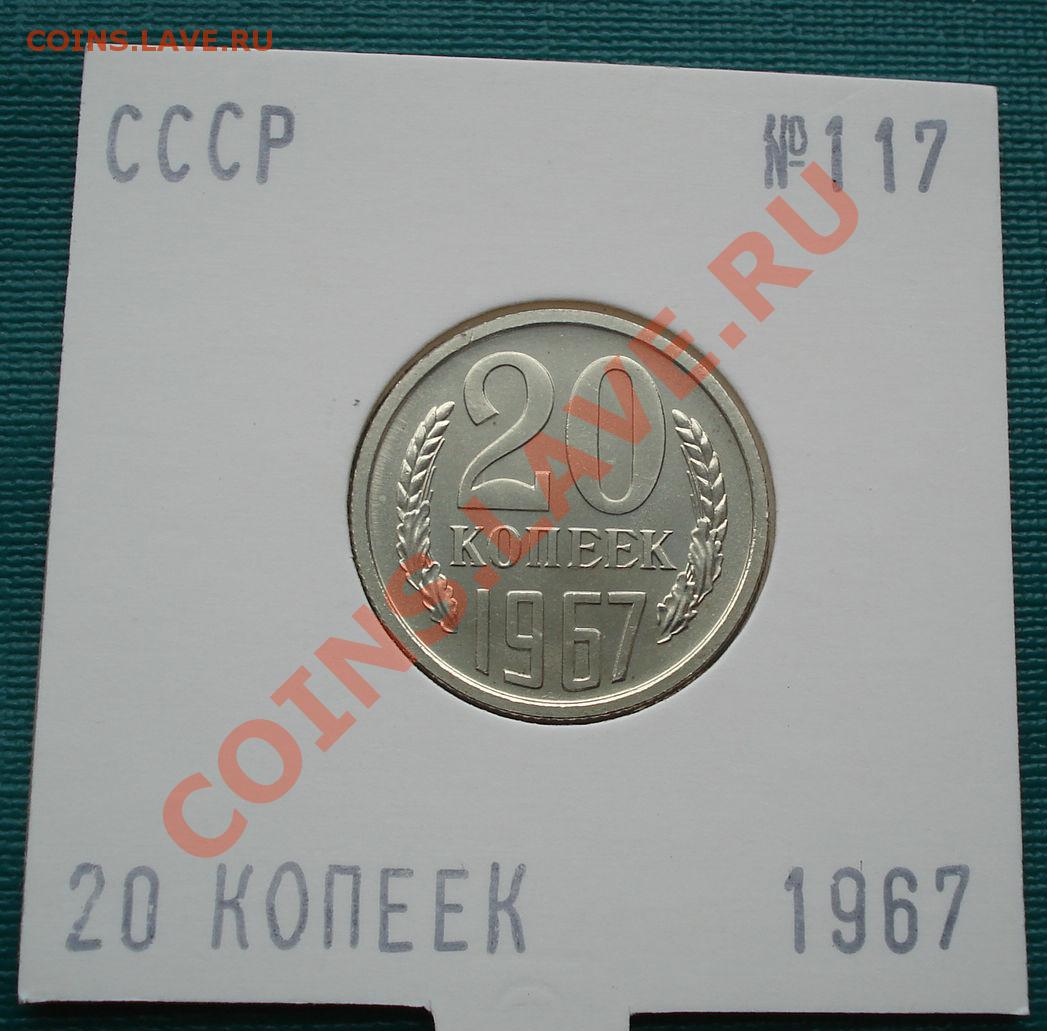 COINS.LAVE.RU
СССР №117
20
КОПЕЕК
1967
COINS.LAVE.RU
20 КОПЕЕК 1967